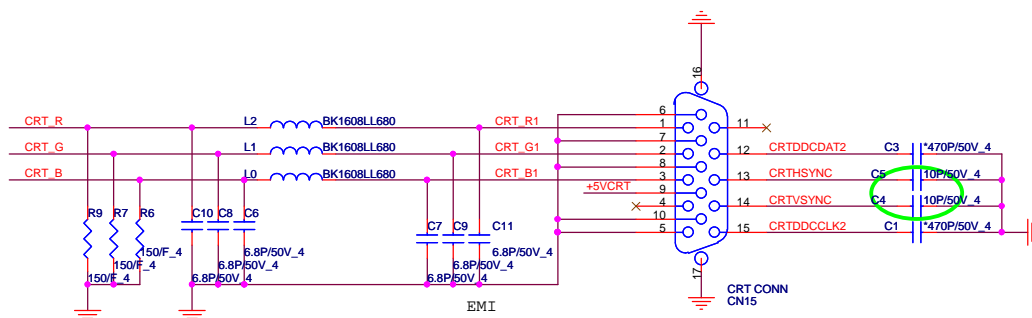 16
CRT_R
L2
BK1608LL680
CRT_R1
6
1
11
7
CRT_G
L1
BK1608LL680
CRT_G1
2
12
CRTDDCDAT2
C3
*470P/50V_4
8
CRT_B
L0
BK1608LL680
CRT_B1
3
13
CRTHSYNC
C5
10P/50V_4
+5VCRT
9
4
14
CRTVSYNC
C4
10P/50V_4
R9
R7
R6
C10
C8
C6
C7
C9
C11
10
5
15
CRTDDCCLK2
C1
*470P/50V_4
150/F_4
6.8P/50V_4
6.8P/50V_4
150/F_4
6.8P/50V_4
6.8P/50V_4
150/F_4
6.8P/50V_4
6.8P/50V_4
17
CRT CONN
CN15
EMI